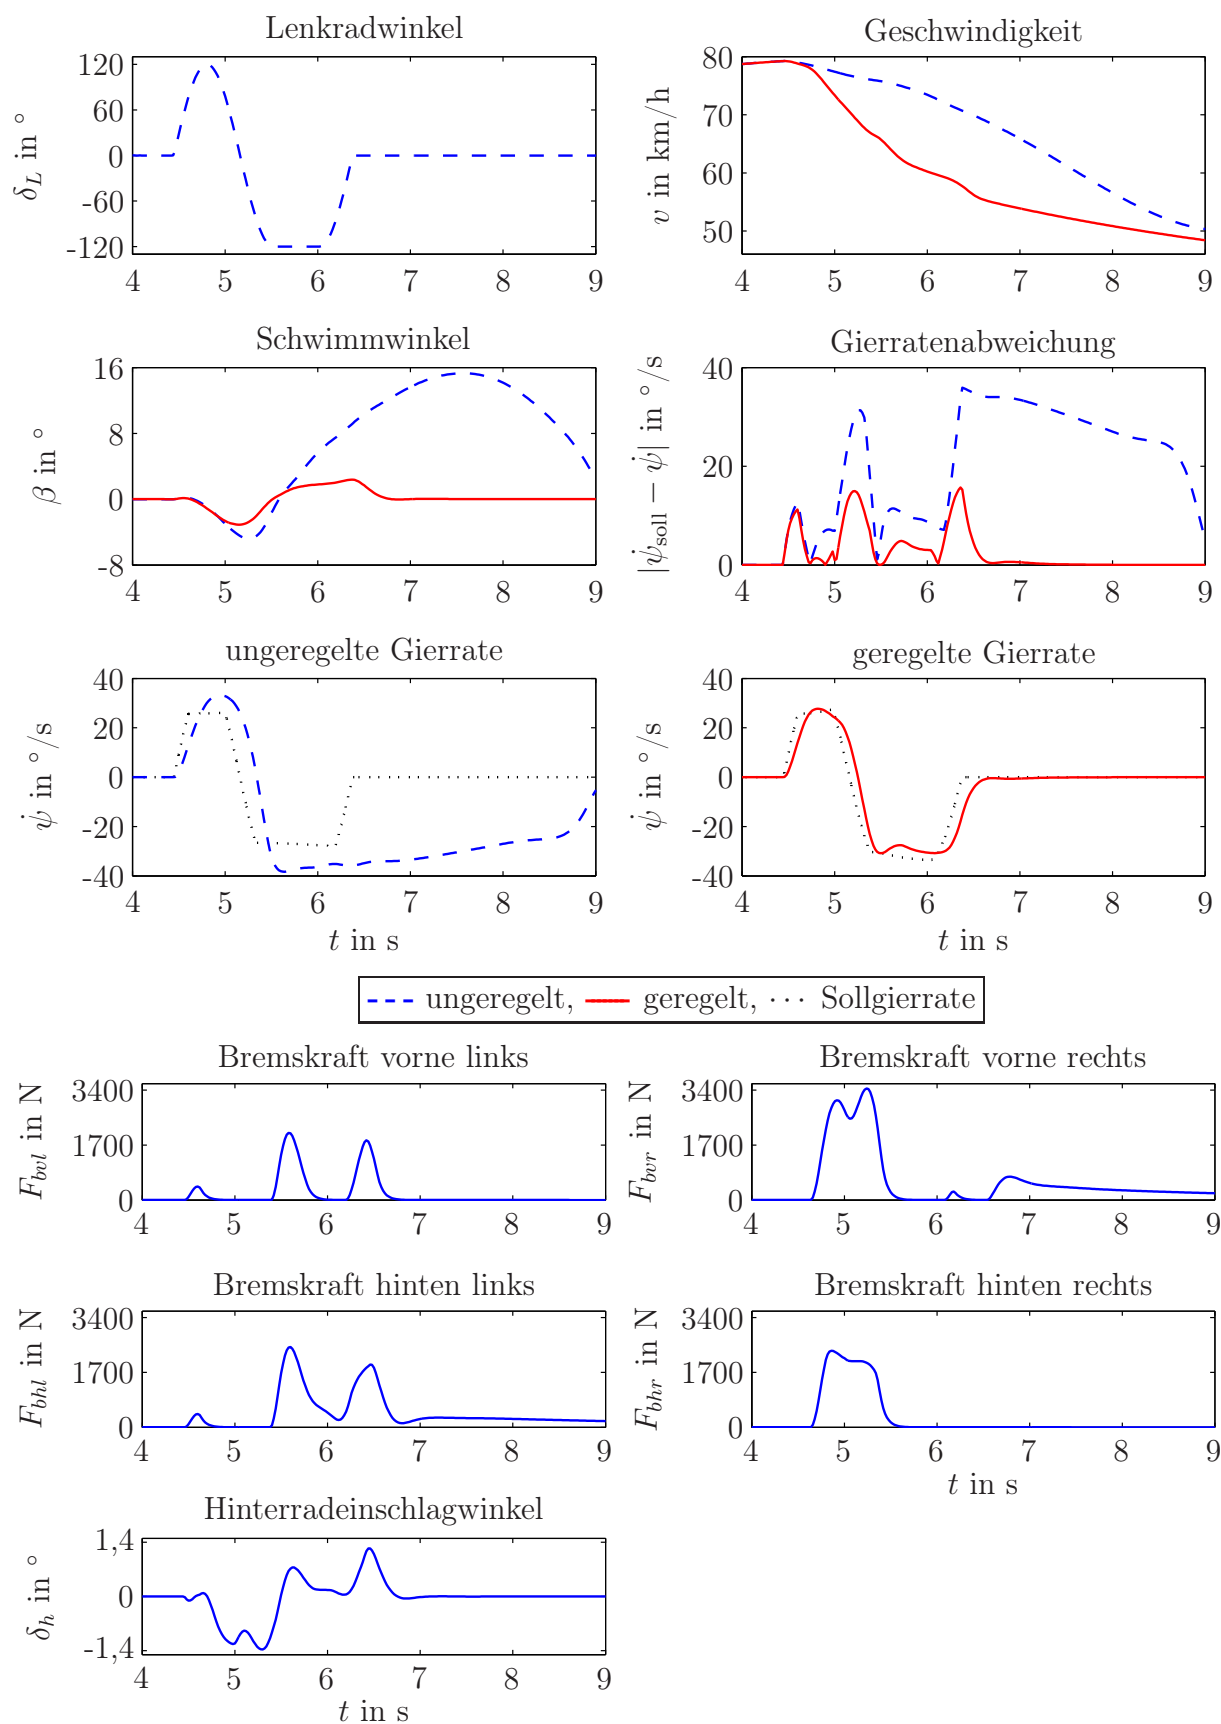 Lenkradwinkel
δ_L in °
120
60
0
-60
-120
4 5 6 7 8 9
Geschwindigkeit
v in km/h
80
70
60
50
4 5 6 7 8 9
Schwimmwinkel
β in °
16
8
0
-8
4 5 6 7 8 9
Gierratenabweichung
|ψ̇_soll − ψ̇| in °/s
40
20
0
4 5 6 7 8 9
ungeregelte Gierrate
ψ̇ in °/s
40
20
0
-20
-40
4 5 6 7 8 9
t in s
geregelte Gierrate
ψ̇ in °/s
40
20
0
-20
-40
4 5 6 7 8 9
t in s
ungeregelt, geregelt, Sollgierrate
Bremskraft vorne links
F_bvl in N
3400
1700
0
4 5 6 7 8 9
Bremskraft vorne rechts
F_bvr in N
3400
1700
0
4 5 6 7 8 9
Bremskraft hinten links
F_bhl in N
3400
1700
0
4 5 6 7 8 9
Bremskraft hinten rechts
F_bhr in N
3400
1700
0
4 5 6 7 8 9
t in s
Hinterradeinschlagwinkel
δ_h in °
1,4
0
-1,4
4 5 6 7 8 9
t in s